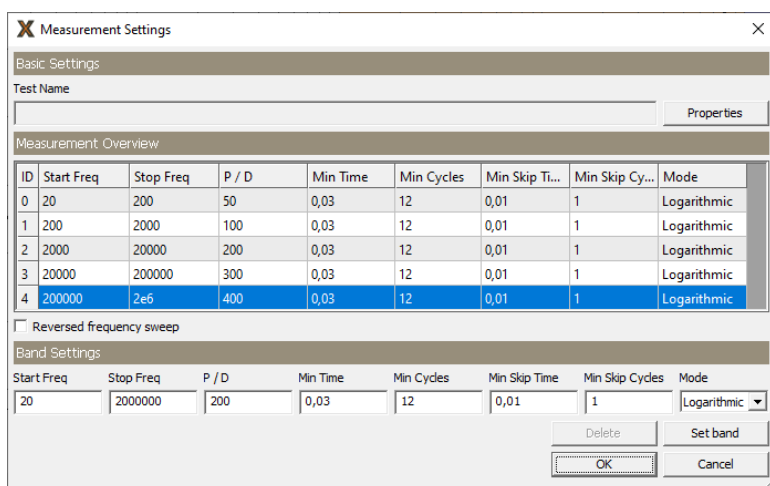 Measurement Settings
Basic Settings
Test Name
Properties
Measurement Overview
ID Start Freq Stop Freq P / D Min Time Min Cycles Min Skip Ti... Min Skip Cy... Mode
0 20 200 50 0,03 12 0,01 1 Logarithmic
1 200 2000 100 0,03 12 0,01 1 Logarithmic
2 2000 20000 200 0,03 12 0,01 1 Logarithmic
3 20000 200000 300 0,03 12 0,01 1 Logarithmic
4 200000 2e6 400 0,03 12 0,01 1 Logarithmic
Reversed frequency sweep
Band Settings
Start Freq Stop Freq P / D Min Time Min Cycles Min Skip Time Min Skip Cycles Mode
20 2000000 200 0,03 12 0,01 1 Logarithmic
Delete Set band
OK Cancel